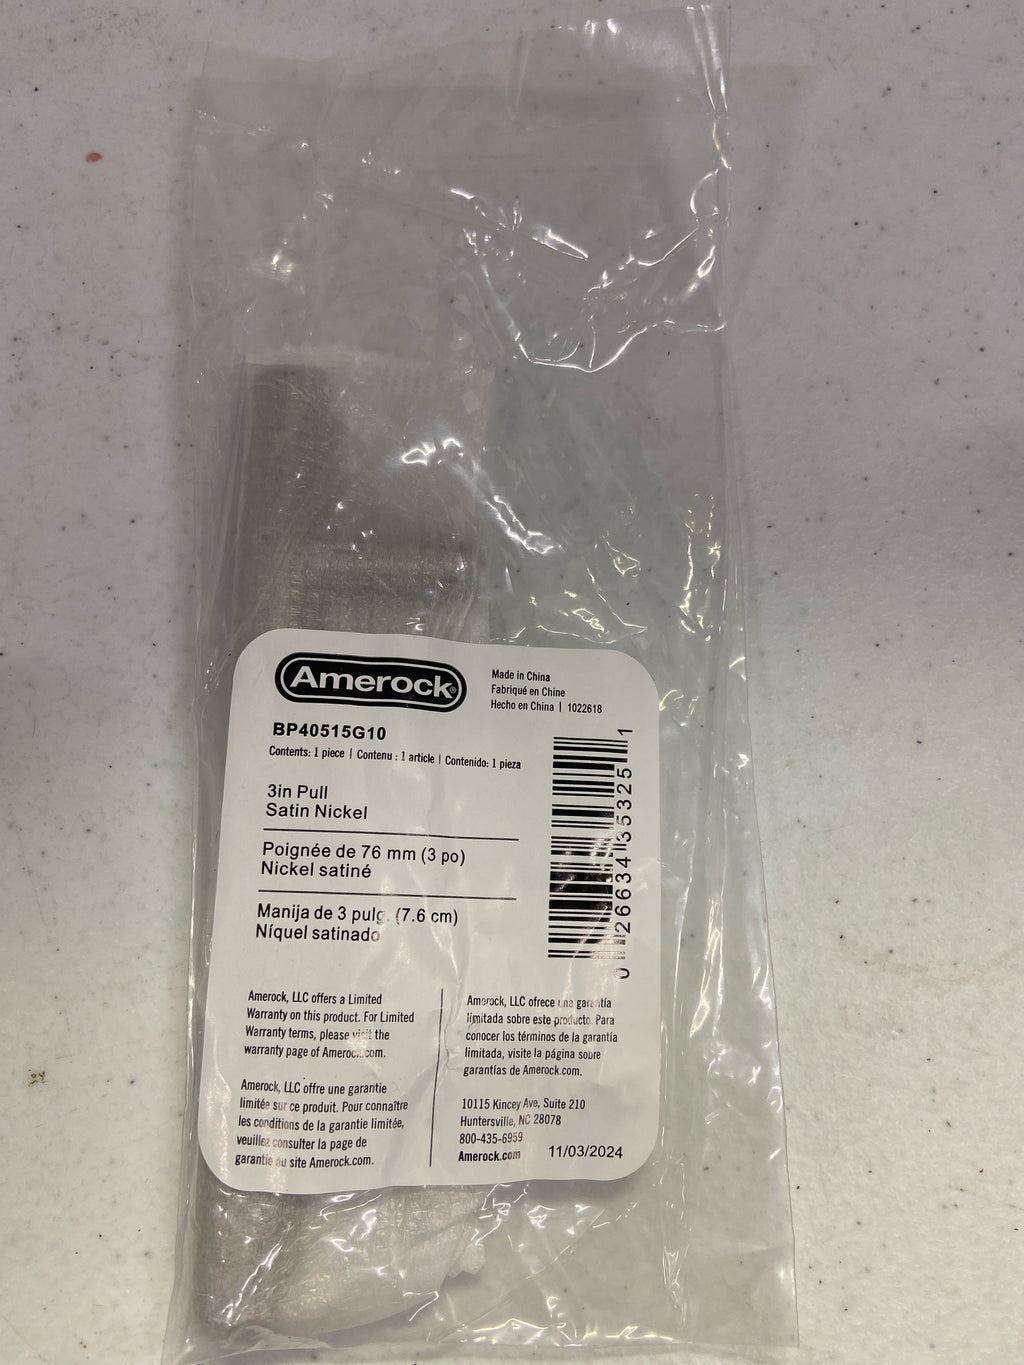 Amerock®
Made in China
Fabriqué en Chine
Hecho en China | 1022618
BP40515G10
Contents: 1 piece | Contenu : 1 article | Contenido: 1 pieza
3in Pull
Satin Nickel
Poignée de 76 mm (3 po)
Nickel satiné
Manija de 3 pulg. (7.6 cm)
Níquel satinado
0 26634 35325 1
Amerock, LLC offers a Limited
Warranty on this product. For Limited
Warranty terms, please visit the
warranty page of Amerock.com.
Amerock, LLC offre une garantie
limitée sur ce produit. Pour connaître
les conditions de la garantie limitée,
veuillez consulter la page de
garantie du site Amerock.com.
Amerock, LLC ofrece una garantía
limitada sobre este producto. Para
conocer los términos de la garantía
limitada, visite la página sobre
garantías de Amerock.com.
10115 Kincey Ave, Suite 210
Huntersville, NC 28078
800-435-6959
Amerock.com
11/03/2024